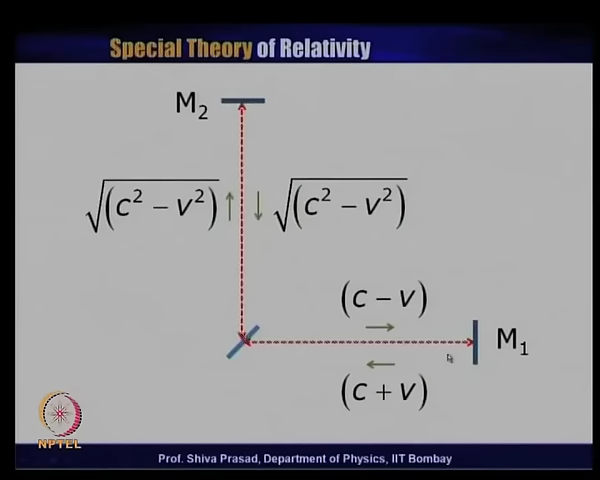 Special Theory of Relativity
M₂
√(c² − v²) ↑ ↓ √(c² − v²)
(c − v)
→
M₁
←
(c + v)
NPTEL
Prof. Shiva Prasad, Department of Physics, IIT Bombay